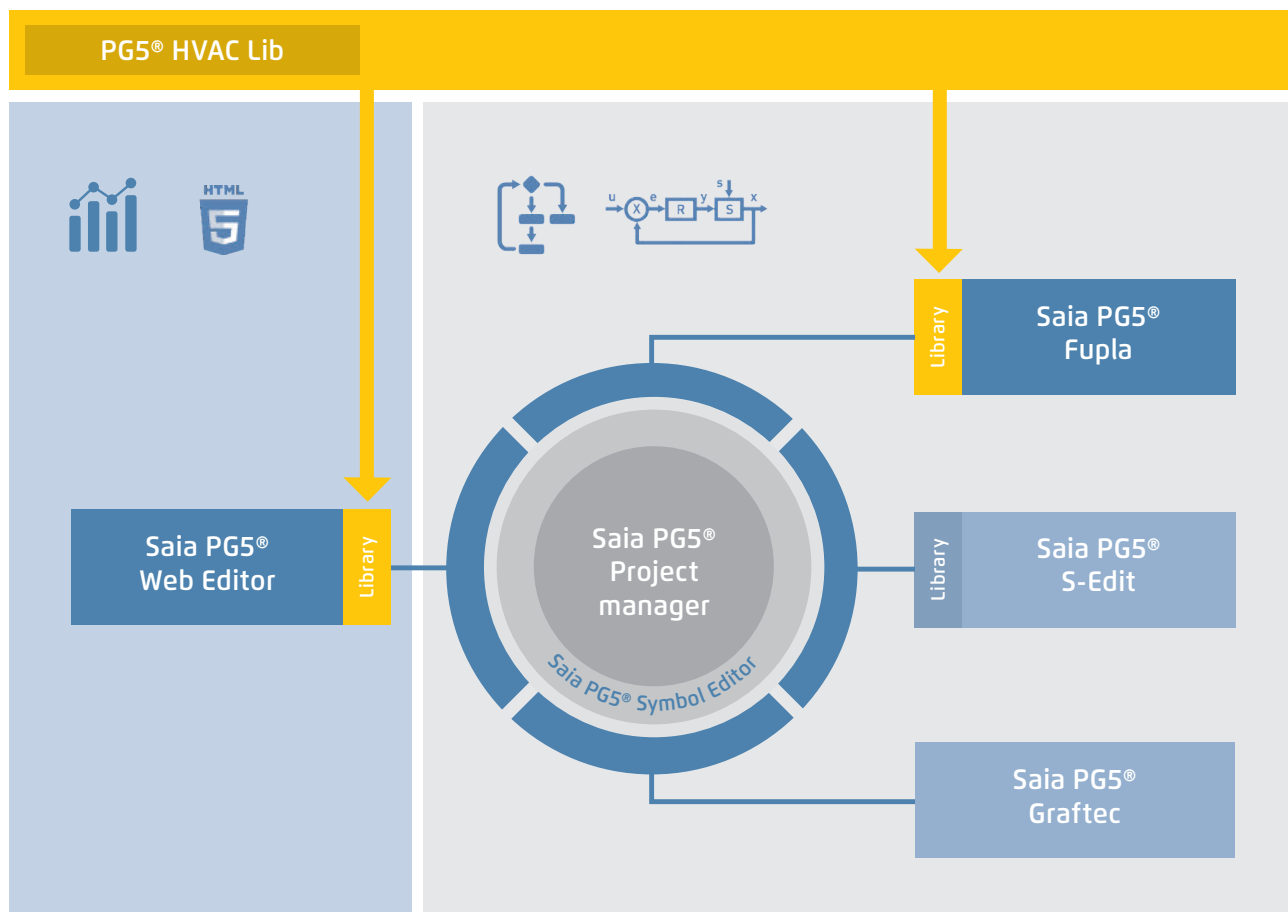 PG5® HVAC Lib
HTML
5
u
e
y
s
x
X
R
S
Library
Saia PG5®
Fupla
Saia PG5®
Web Editor
Library
Saia PG5®
Project
manager
Saia PG5® Symbol Editor
Library
Saia PG5®
S-Edit
Saia PG5®
Graftec